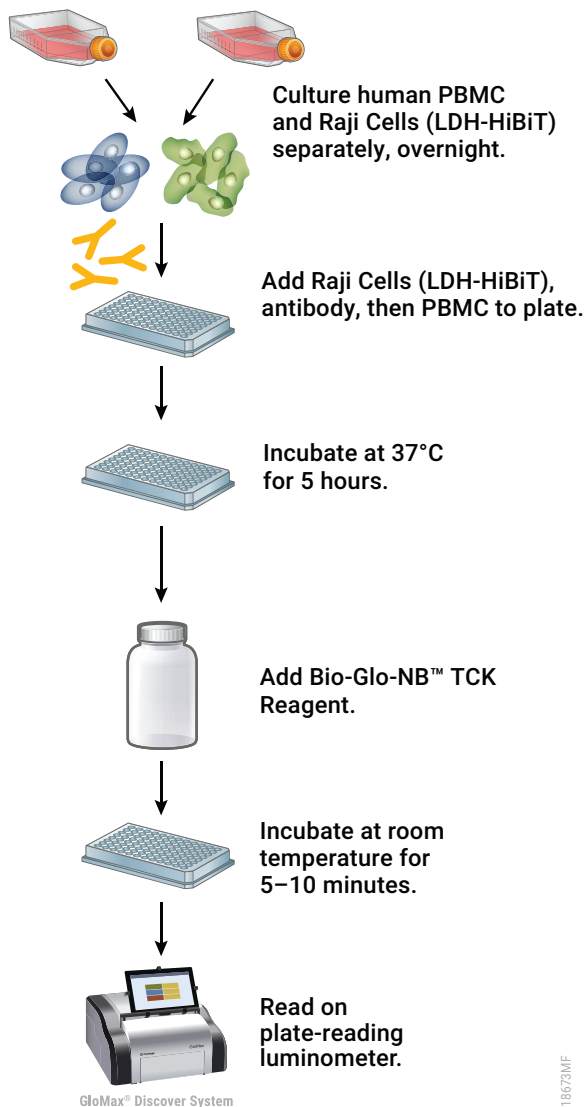 Culture human PBMC
and Raji Cells (LDH-HiBiT)
separately, overnight.
Add Raji Cells (LDH-HiBiT),
antibody, then PBMC to plate.
Incubate at 37°C
for 5 hours.
Add Bio-Glo-NB™ TCK
Reagent.
Incubate at room
temperature for
5–10 minutes.
Read on
plate-reading
luminometer.
GloMax® Discover System
18673MF